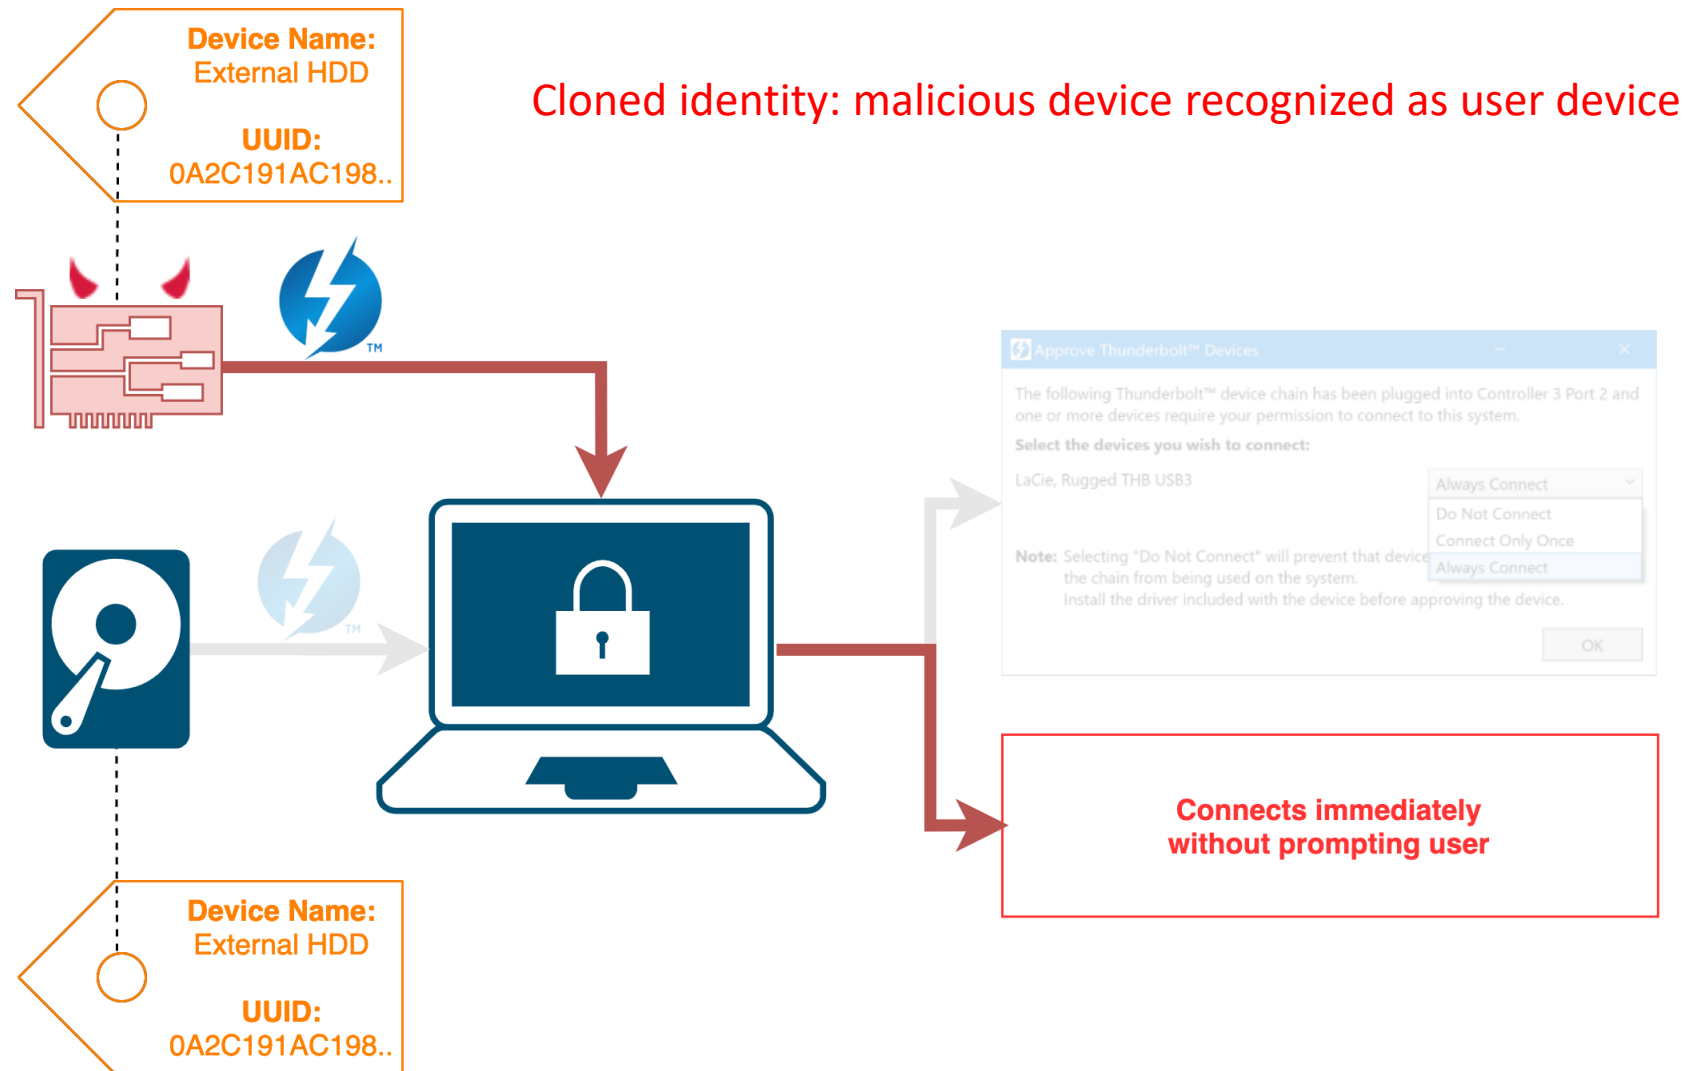 Device Name:
External HDD
UUID:
0A2C191AC198..
Cloned identity: malicious device recognized as user device
TM
Approve Thunderbolt™ Devices
The following Thunderbolt™ device chain has been plugged into Controller 3 Port 2 and
one or more devices require your permission to connect to this system.
Select the devices you wish to connect:
LaCie, Rugged THB USB3
Always Connect
Do Not Connect
Connect Only Once
Always Connect
Note: Selecting "Do Not Connect" will prevent that device
the chain from being used on the system.
Install the driver included with the device before approving the device.
OK
TM
Connects immediately
without prompting user
Device Name:
External HDD
UUID:
0A2C191AC198..